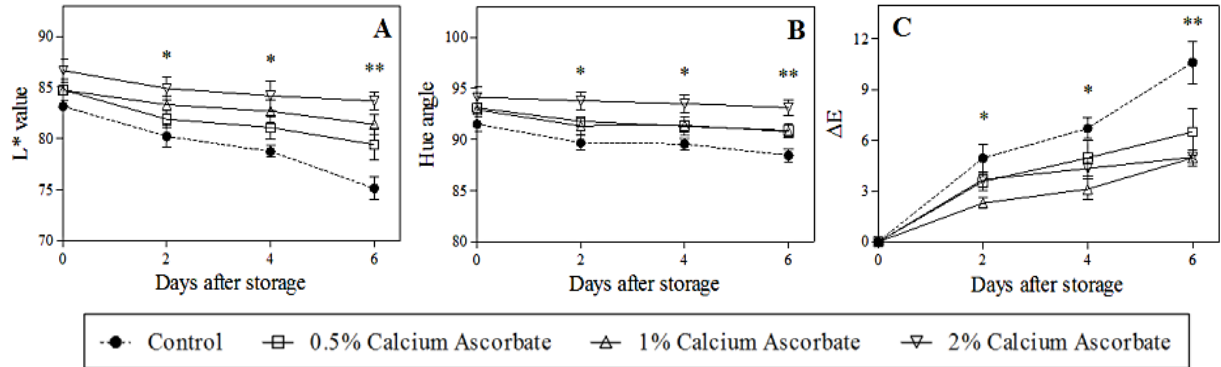 A
L* value
90
85
80
75
70
* * **
0 2 4 6
Days after storage
B
Hue angle
100
95
90
85
80
* * **
0 2 4 6
Days after storage
C
ΔE
12
9
6
3
0
* * **
0 2 4 6
Days after storage
Control 0.5% Calcium Ascorbate 1% Calcium Ascorbate 2% Calcium Ascorbate